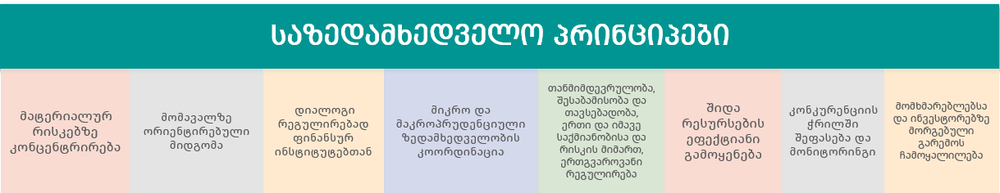 საზედამხედველო პრინციპები
მატერიალურ
რისკებზე
კონცენტრირება
მომავალზე
ორიენტირებული
მიდგომა
დიალოგი
რეგულირებად
ფინანსურ
ინსტიტუტებთან
მიკრო და
მაკროპრუდენციული
ზედამხედველობის
კოორდინაცია
თანმიმდევრულობა,
შესაბამისობა და
თავსებადობა,
ერთი და იმავე
საქმიანობისა და
რისკის მიმართ,
ერთგვაროვანი
რეგულირება
შიდა
რესურსების
ეფექტიანი
გამოყენება
კონკურენციის
ჭრილში
შეფასება და
მონიტორინგი
მომხმარებლებსა
და ინვესტორებზე
მორგებული
გარემოს
ჩამოყალიბება